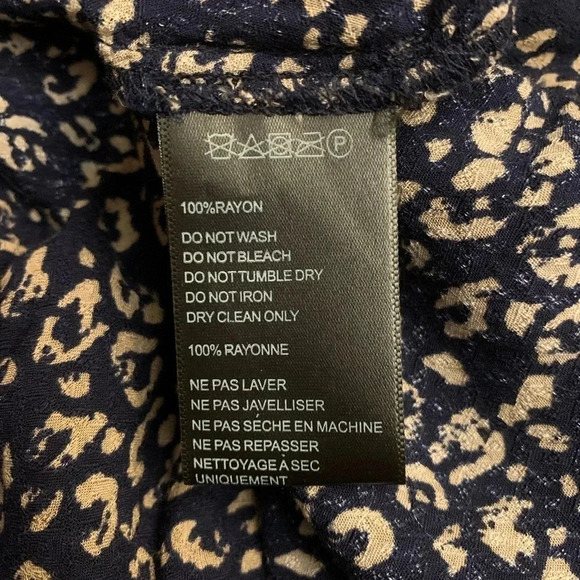 P
100%RAYON
DO NOT WASH
DO NOT BLEACH
DO NOT TUMBLE DRY
DO NOT IRON
DRY CLEAN ONLY
100% RAYONNE
NE PAS LAVER
NE PAS JAVELLISER
NE PAS SÉCHE EN MACHINE
NE PAS REPASSER
NETTOYAGE À SEC
UNIQUEMENT